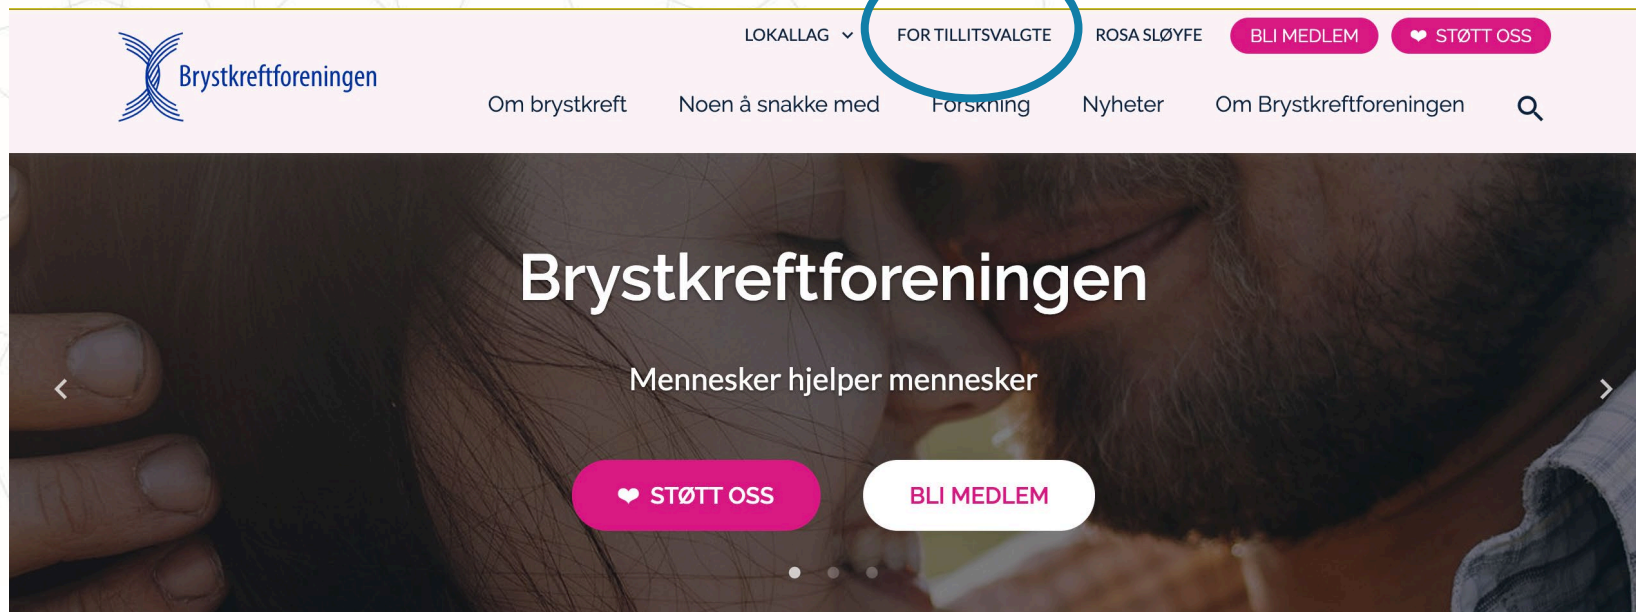 LOKALLAG FOR TILLITSVALGTE ROSA SLØYFE BLI MEDLEM STØTT OSS
Brystkreftforeningen
Om brystkreft Noen å snakke med Forskning Nyheter Om Brystkreftforeningen
Brystkreftforeningen
Mennesker hjelper mennesker
STØTT OSS BLI MEDLEM